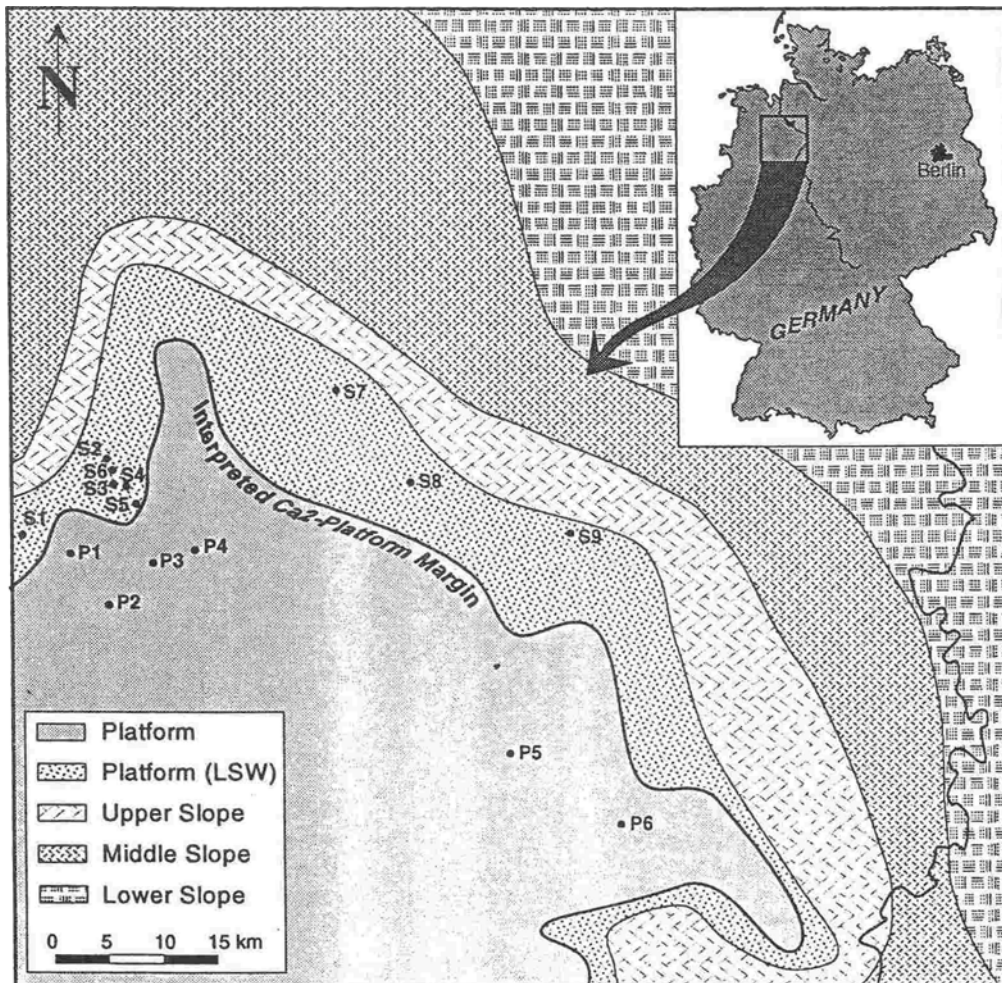 N
Berlin
GERMANY
Interpreted Ca2-Platform Margin
S7
S2
S6
S4
S3
S8
S5
S1
S9
P1
P4
P3
P2
P5
P6
Platform
Platform (LSW)
Upper Slope
Middle Slope
Lower Slope
0 5 10 15 km